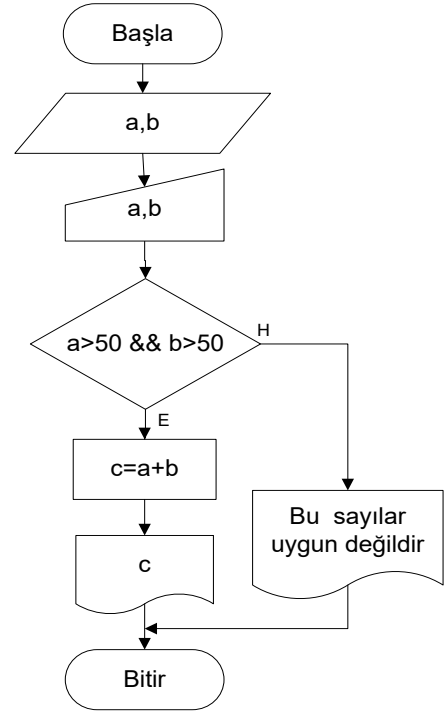 Başla
a,b
a,b
a>50 && b>50
H
E
c=a+b
Bu sayılar
uygun değildir
c
Bitir